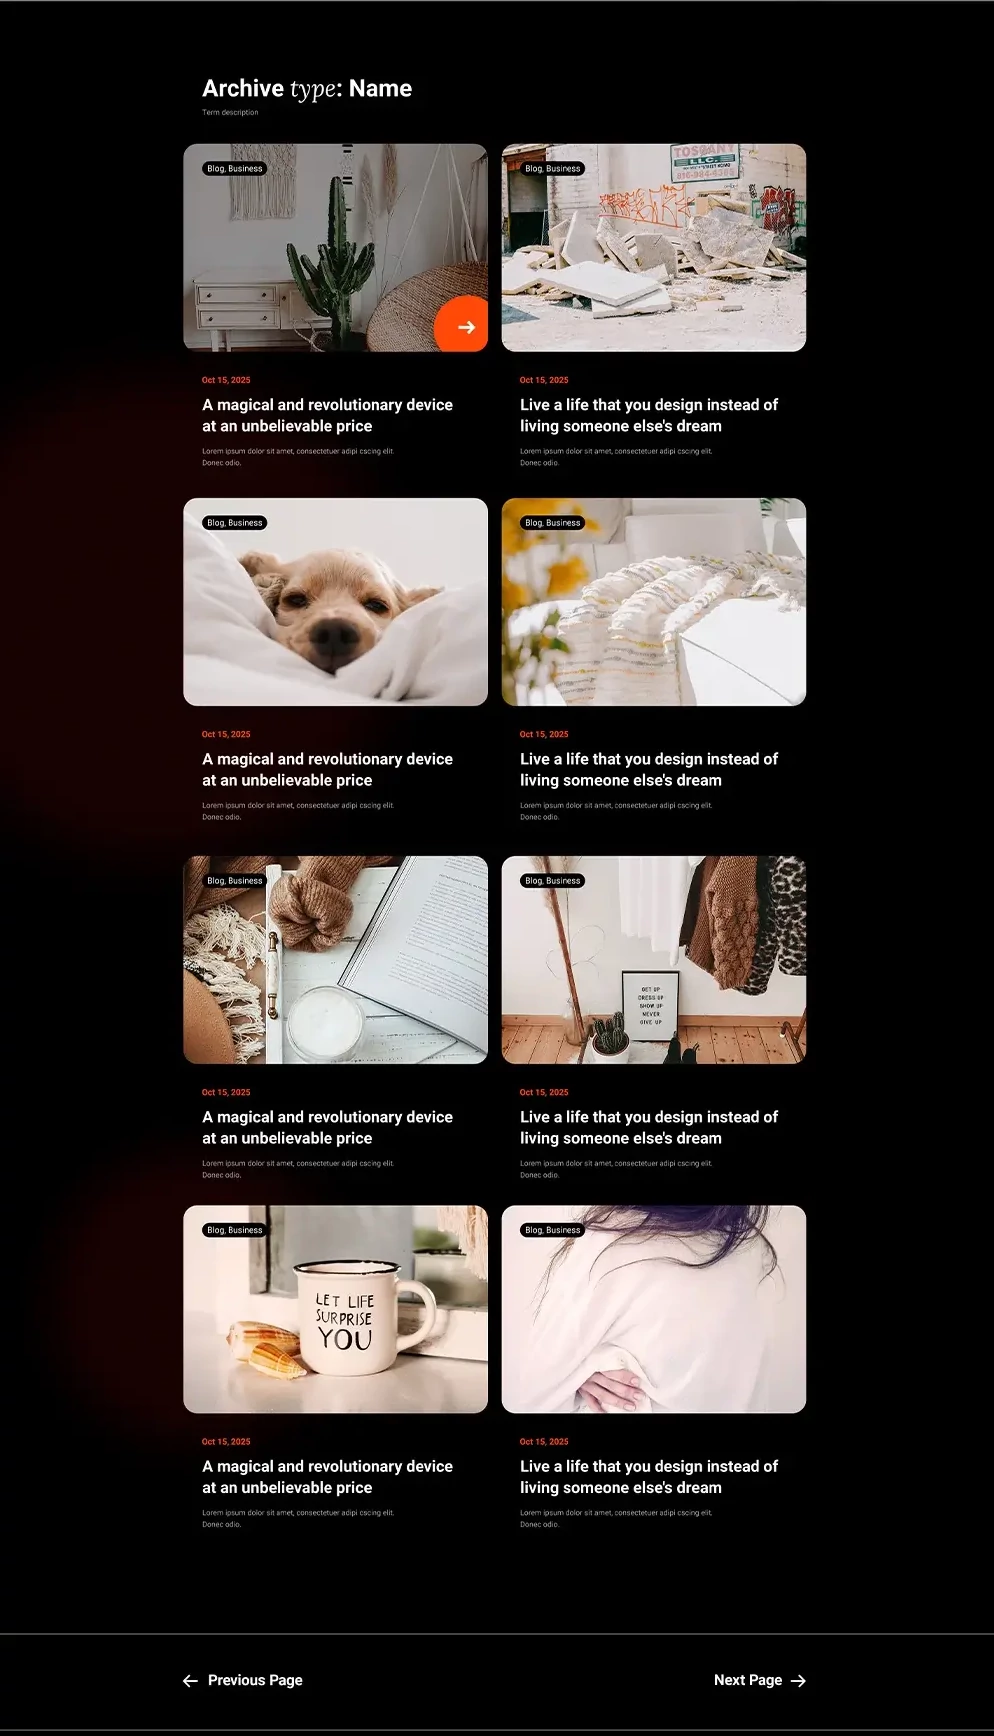 Archive type: Name
Term description
Blog, Business
Oct 15, 2025
A magical and revolutionary device
at an unbelievable price
Lorem ipsum dolor sit amet, consectetuer adipi cscing elit.
Donec odio.
Blog, Business
TOSCANY
LLC.
816-984-4388
Oct 15, 2025
Live a life that you design instead of
living someone else's dream
Lorem ipsum dolor sit amet, consectetuer adipi cscing elit.
Donec odio.
Blog, Business
Oct 15, 2025
A magical and revolutionary device
at an unbelievable price
Lorem ipsum dolor sit amet, consectetuer adipi cscing elit.
Donec odio.
Blog, Business
Oct 15, 2025
Live a life that you design instead of
living someone else's dream
Lorem ipsum dolor sit amet, consectetuer adipi cscing elit.
Donec odio.
Blog, Business
Oct 15, 2025
A magical and revolutionary device
at an unbelievable price
Lorem ipsum dolor sit amet, consectetuer adipi cscing elit.
Donec odio.
Blog, Business
GET UP
DRESS UP
SHOW UP
NEVER
GIVE UP
Oct 15, 2025
Live a life that you design instead of
living someone else's dream
Lorem ipsum dolor sit amet, consectetuer adipi cscing elit.
Donec odio.
Blog, Business
LET LIFE
SURPRISE
YOU
Oct 15, 2025
A magical and revolutionary device
at an unbelievable price
Lorem ipsum dolor sit amet, consectetuer adipi cscing elit.
Donec odio.
Blog, Business
Oct 15, 2025
Live a life that you design instead of
living someone else's dream
Lorem ipsum dolor sit amet, consectetuer adipi cscing elit.
Donec odio.
Previous Page
Next Page